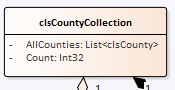 clsCountyCollection
- AllCounties: List<clsCounty>
- Count: Int32
1 1